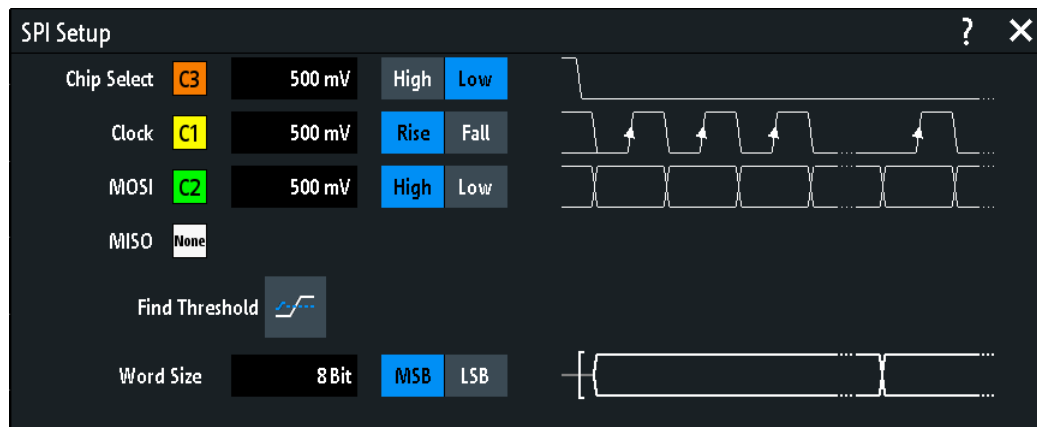 SPI Setup ? ×
Chip Select C3 500 mV High Low
Clock C1 500 mV Rise Fall
MOSI C2 500 mV High Low
MISO None
Find Threshold
Word Size 8 Bit MSB LSB